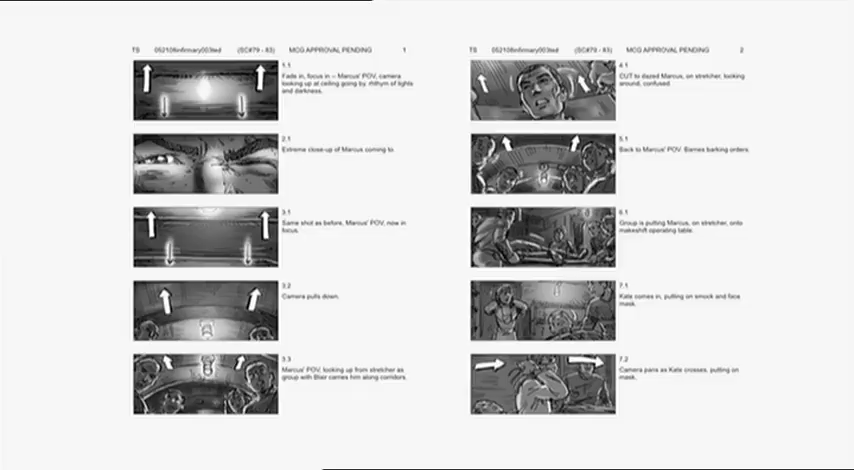 TS 052108infirmary003ted (SC#79 - 83) MCG APPROVAL PENDING 1
1.1
Fade in, focus in – Marcus' POV, camera
looking up at ceiling going by, rhthym of lights
and darkness.
2.1
Extreme close-up of Marcus coming to.
3.1
Same shot as before, Marcus' POV, now in
focus.
3.2
Camera pulls down.
3.3
Marcus' POV, looking up from stretcher as
group with Blair carries him along corridors.
TS 052108infirmary003ted (SC#79 - 83) MCG APPROVAL PENDING 2
4.1
CUT to dazed Marcus, on stretcher, looking
around, confused
5.1
Back to Marcus' POV. Barnes barking orders.
6.1
Group is putting Marcus, on stretcher, onto
makeshift operating table.
7.1
Kate comes in, putting on smock and face
mask.
7.2
Camera pans as Kate crosses, putting on
mask.